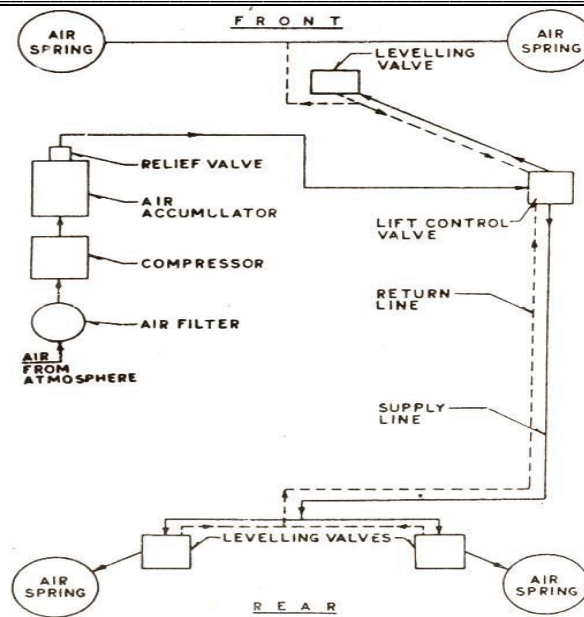 FRONT
AIR
SPRING
AIR
SPRING
LEVELLING
VALVE
RELIEF VALVE
AIR
ACCUMULATOR
LIFT CONTROL
VALVE
COMPRESSOR
RETURN
LINE
AIR FILTER
AIR
FROM
ATMOSPHERE
SUPPLY
LINE
LEVELLING VALVES
AIR
SPRING
AIR
SPRING
REAR